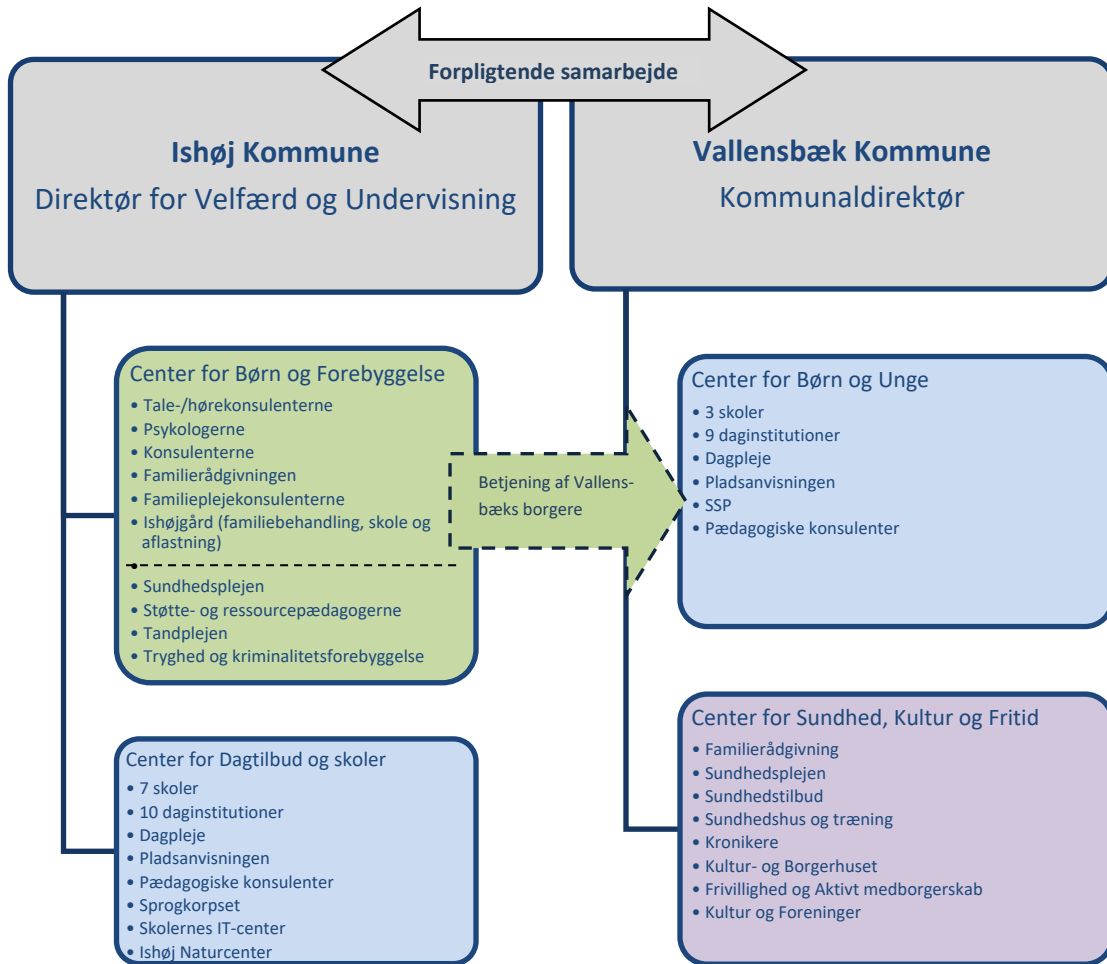 Forpligtende samarbejde
Ishøj Kommune
Direktør for Velfærd og Undervisning
Vallensbæk Kommune
Kommunaldirektør
Center for Børn og Forebyggelse
• Tale-/hørekonsulenterne
• Psykologerne
• Konsulenterne
• Familierådgivningen
• Familieplejekonsulenterne
• Ishøjgård (familiebehandling, skole og
aflastning)
•
• Sundhedsplejen
• Støtte- og ressourcepædagogerne
• Tandplejen
• Tryghed og kriminalitetsforebyggelse
Betjening af Vallens-
bæks borgere
Center for Børn og Unge
• 3 skoler
• 9 daginstitutioner
• Dagpleje
• Pladsanvisningen
• SSP
• Pædagogiske konsulenter
Center for Dagtilbud og skoler
• 7 skoler
• 10 daginstitutioner
• Dagpleje
• Pladsanvisningen
• Pædagogiske konsulenter
• Sprogkorpset
• Skolernes IT-center
• Ishøj Naturcenter
Center for Sundhed, Kultur og Fritid
• Familierådgivning
• Sundhedsplejen
• Sundhedstilbud
• Sundhedshus og træning
• Kronikere
• Kultur- og Borgerhuset
• Frivillighed og Aktivt medborgerskab
• Kultur og Foreninger